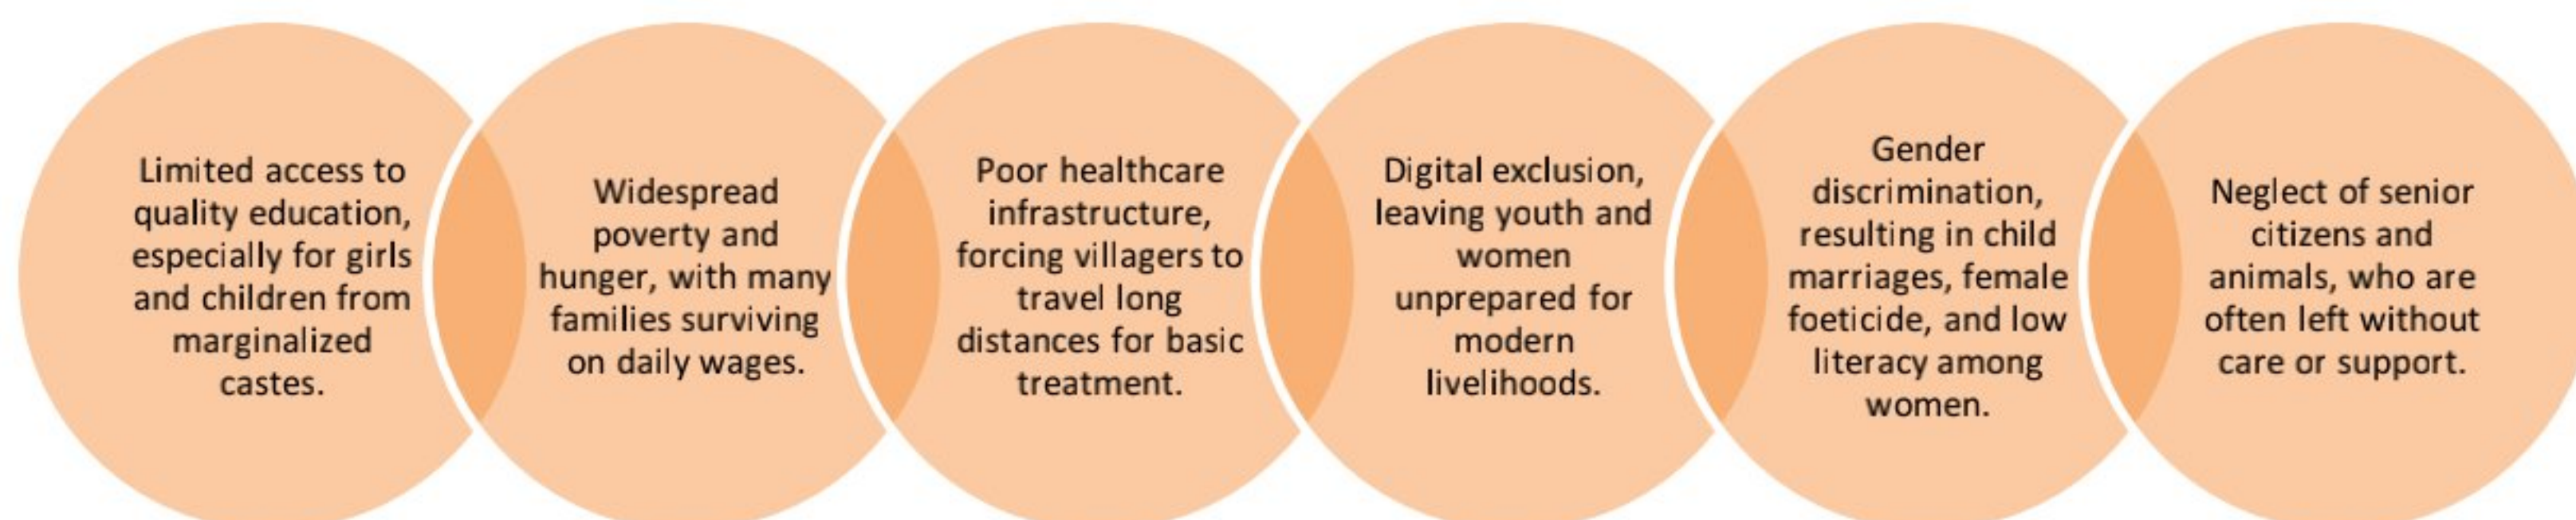 Limited access to
quality education,
especially for girls
and children from
marginalized
castes.
Widespread
poverty and
hunger, with many
families surviving
on daily wages.
Poor healthcare
infrastructure,
forcing villagers to
travel long
distances for basic
treatment.
Digital exclusion,
leaving youth and
women
unprepared for
modern
livelihoods.
Gender
discrimination,
resulting in child
marriages, female
foeticide, and low
literacy among
women.
Neglect of senior
citizens and
animals, who are
often left without
care or support.